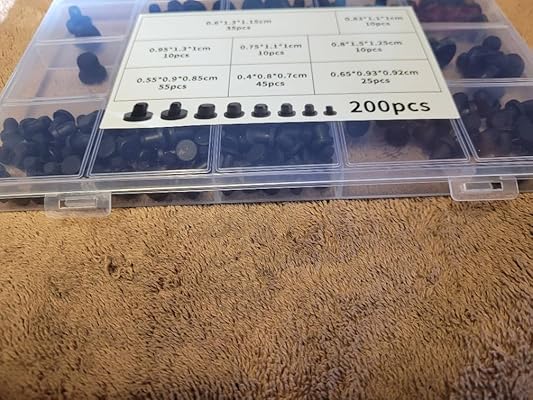 0.6*1.3*1.15cm
35pcs
0.83*1.1*1cm
10pcs
0.95*1.3*1cm
10pcs
0.75*1.1*1cm
10pcs
0.8*1.5*1.25cm
10pcs
0.55*0.9*0.85cm
55pcs
0.4*0.8*0.7cm
45pcs
0.65*0.93*0.92cm
25pcs
200pcs